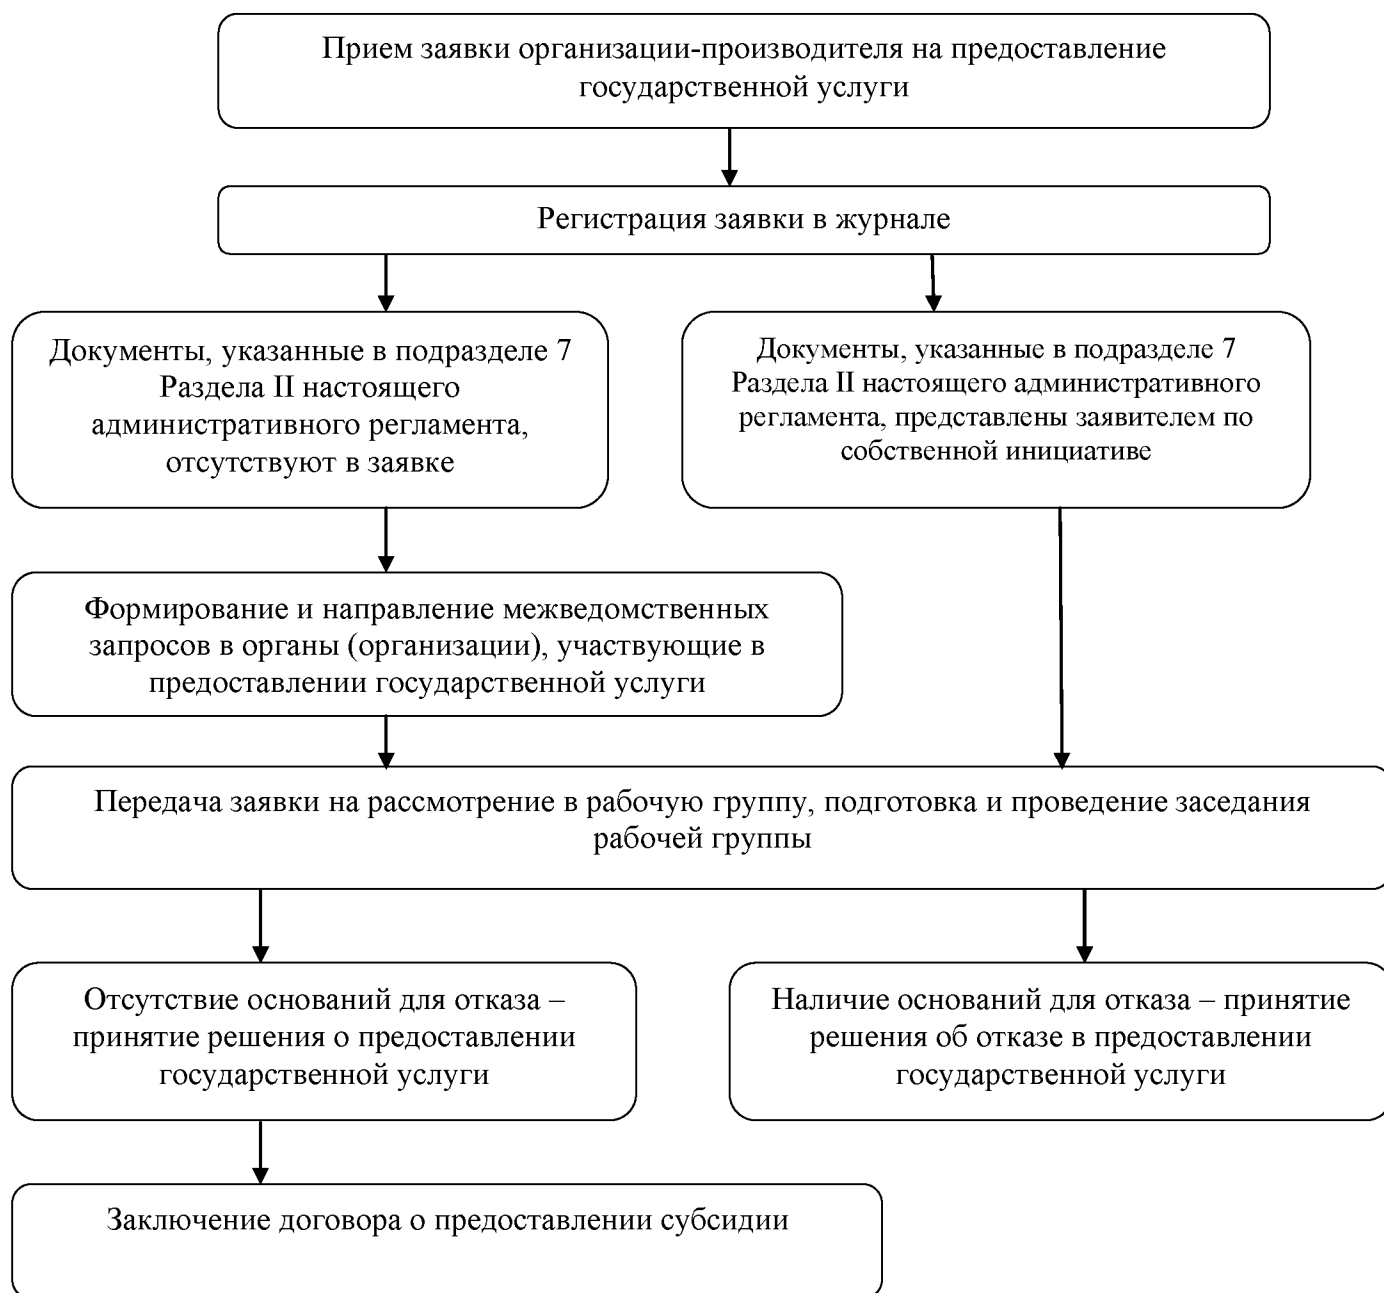 Прием заявки организации-производителя на предоставление
государственной услуги
Регистрация заявки в журнале
Документы, указанные в подразделе 7
Раздела II настоящего
административного регламента,
отсутствуют в заявке
Документы, указанные в подразделе 7
Раздела II настоящего административного
регламента, представлены заявителем по
собственной инициативе
Формирование и направление межведомственных
запросов в органы (организации), участвующие в
предоставлении государственной услуги
Передача заявки на рассмотрение в рабочую группу, подготовка и проведение заседания
рабочей группы
Отсутствие оснований для отказа –
принятие решения о предоставлении
государственной услуги
Наличие оснований для отказа – принятие
решения об отказе в предоставлении
государственной услуги
Заключение договора о предоставлении субсидии